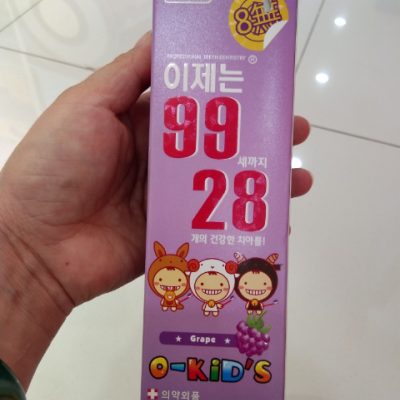 8
이제는
®
99
세까지
28
개의 건강한 치아를!
★ Grape ★
O-KiD'S
의약외품